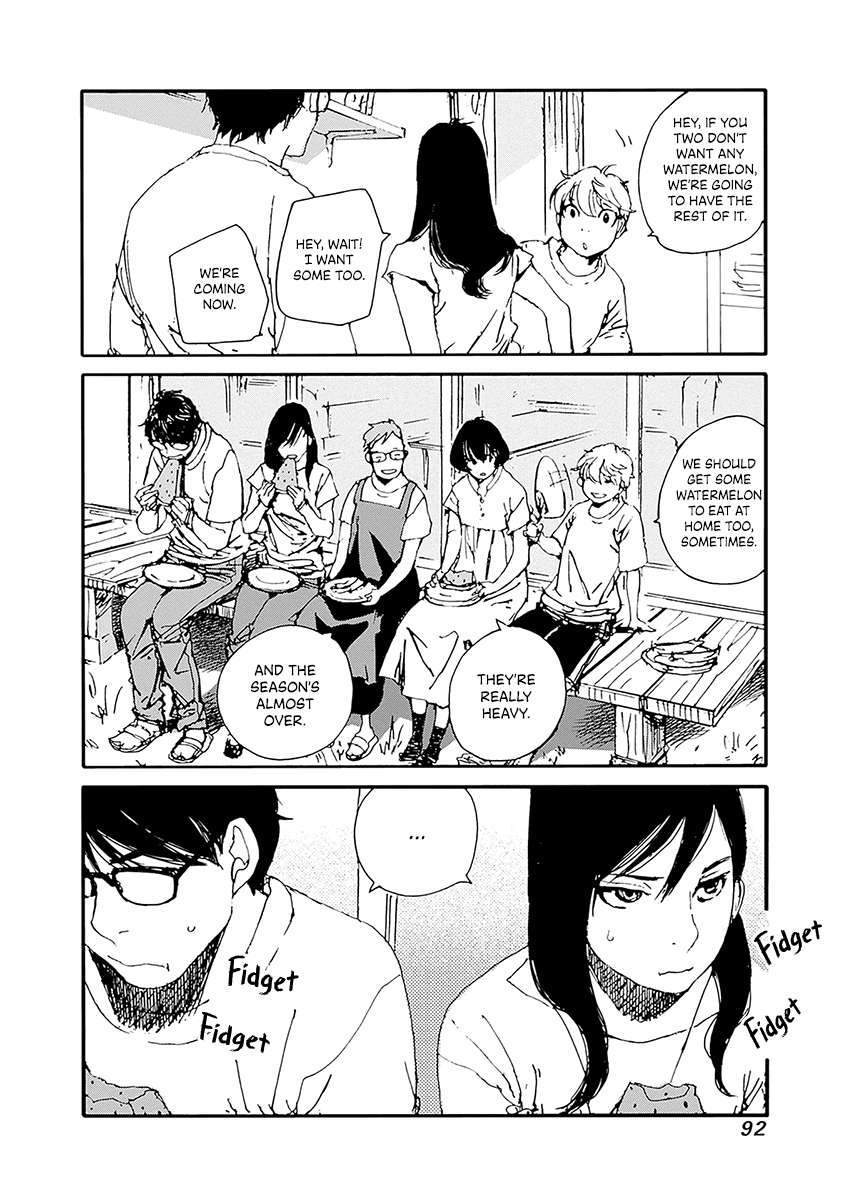 HEY, IF YOU
TWO DON'T
WANT ANY
WATERMELON,
WE'RE GOING
TO HAVE THE
REST OF IT.
HEY, WAIT!
I WANT
SOME TOO.
WE'RE
COMING
NOW.
WE SHOULD
GET SOME
WATERMELON
TO EAT AT
HOME TOO,
SOMETIMES.
THEY'RE
REALLY
HEAVY.
AND THE
SEASON'S
ALMOST
OVER.
...
Fidget
Fidget
Fidget
Fidget
92